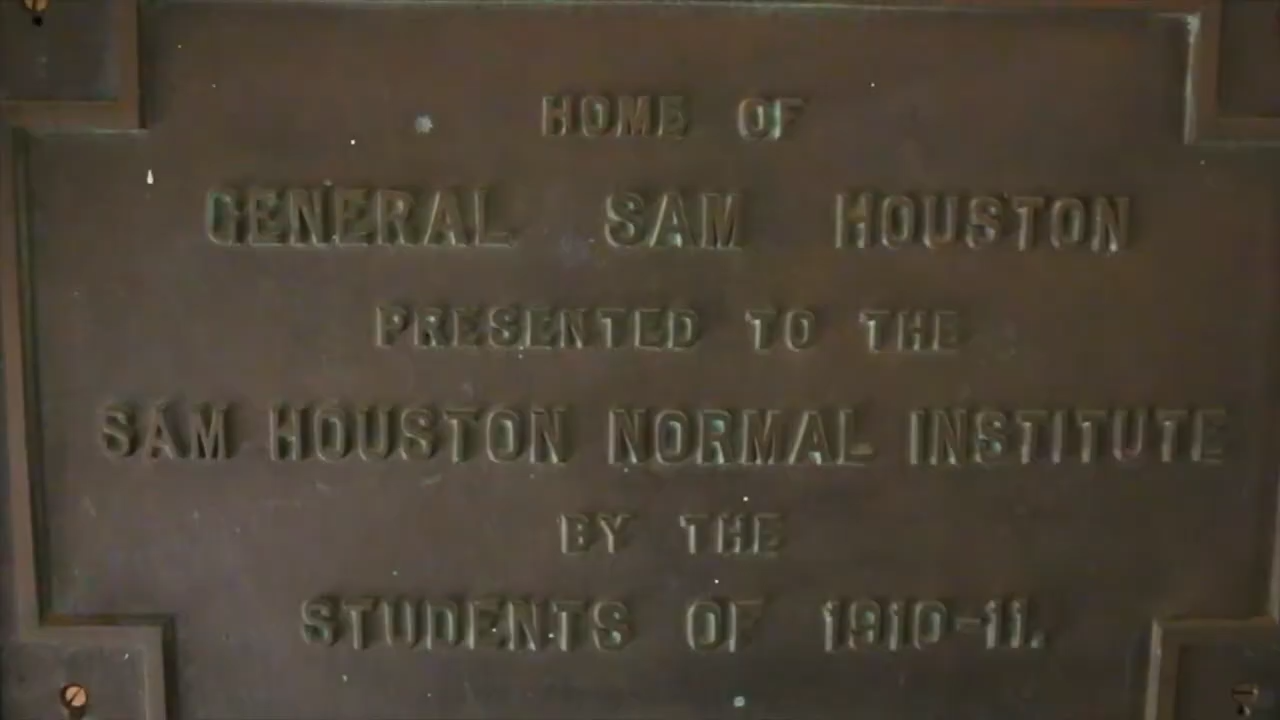 HOME OF
GENERAL SAM HOUSTON
PRESENTED TO THE
SAM HOUSTON NORMAL INSTITUTE
BY THE
STUDENTS OF 1910-11.